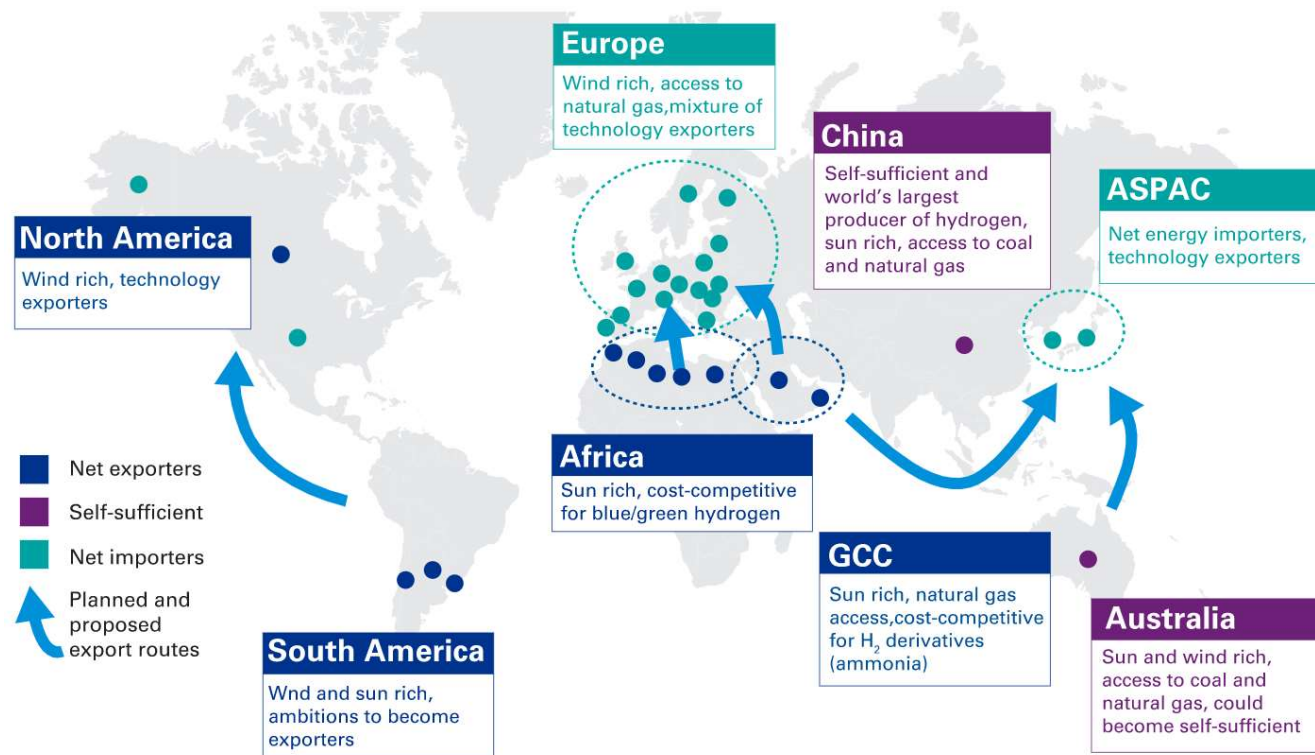 Europe
Wind rich, access to
natural gas,mixture of
technology exporters
China
Self-sufficient and
world's largest
producer of hydrogen,
sun rich, access to coal
and natural gas
ASPAC
Net energy importers,
technology exporters
North America
Wind rich, technology
exporters
Net exporters
Self-sufficient
Net importers
Planned and
proposed
export routes
Africa
Sun rich, cost-competitive
for blue/green hydrogen
GCC
Sun rich, natural gas
access,cost-competitive
for H₂ derivatives
(ammonia)
Australia
Sun and wind rich,
access to coal and
natural gas, could
become self-sufficient
South America
Wnd and sun rich,
ambitions to become
exporters